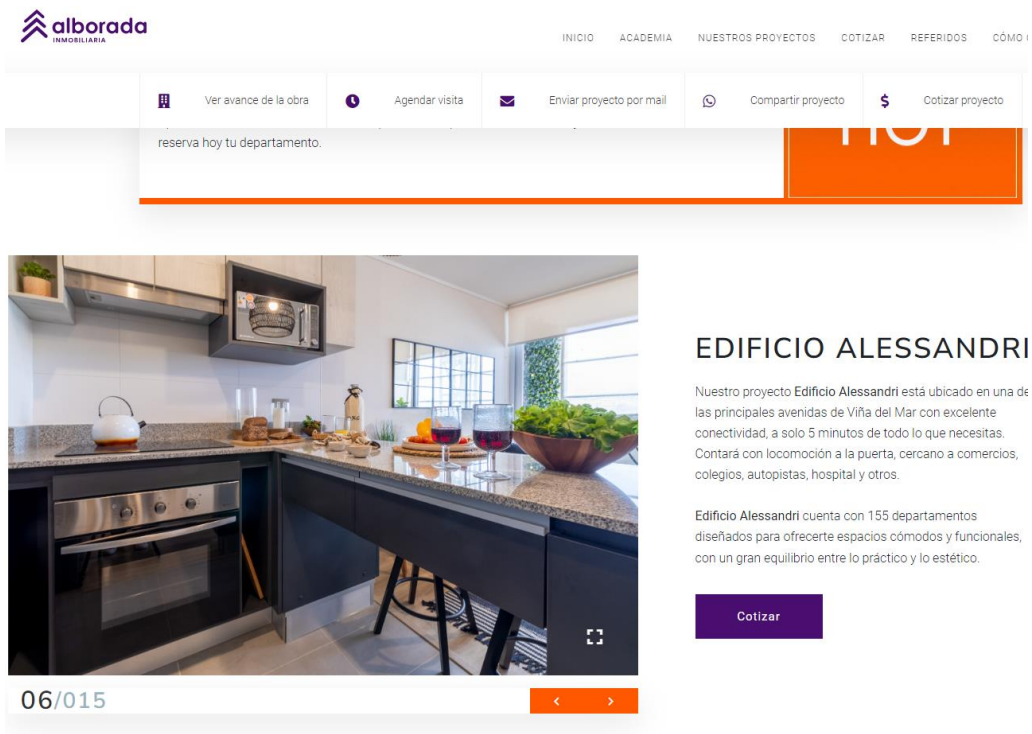 alborada
INMOBILIARIA
INICIO ACADEMIA NUESTROS PROYECTOS COTIZAR REFERIDOS CÓMO
Ver avance de la obra Agendar visita Enviar proyecto por mail Compartir proyecto Cotizar proyecto
reserva hoy tu departamento.
EDIFICIO ALESSANDRI
Nuestro proyecto Edificio Alessandri está ubicado en una de
las principales avenidas de Viña del Mar con excelente
conectividad, a solo 5 minutos de todo lo que necesitas.
Contará con locomoción a la puerta, cercano a comercios,
colegios, autopistas, hospital y otros.
Edificio Alessandri cuenta con 155 departamentos
diseñados para ofrecerte espacios cómodos y funcionales,
con un gran equilibrio entre lo práctico y lo estético.
Cotizar
06/015